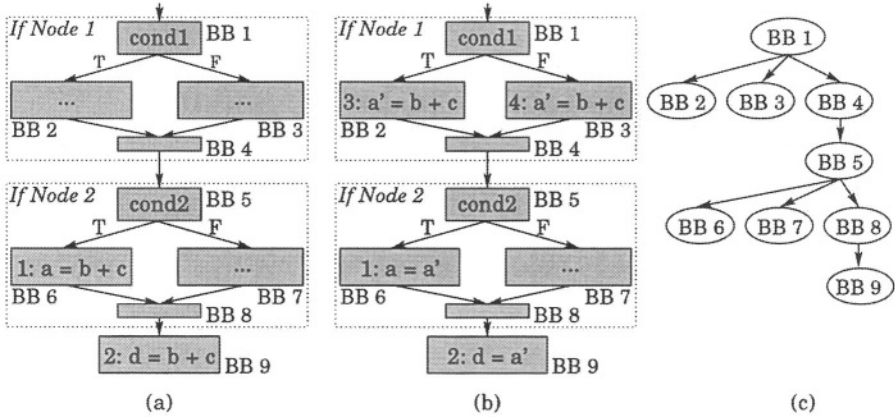 If Node 1
cond1
BB 1
T
F
...
...
BB 2
BB 3
BB 4
If Node 2
cond2
BB 5
T
F
1: a = b + c
...
BB 6
BB 7
BB 8
2: d = b + c
BB 9
(a)
If Node 1
cond1
BB 1
T
F
3: a' = b + c
4: a' = b + c
BB 2
BB 3
BB 4
If Node 2
cond2
BB 5
T
F
1: a = a'
...
BB 6
BB 7
BB 8
2: d = a'
BB 9
(b)
BB 1
BB 2
BB 3
BB 4
BB 5
BB 6
BB 7
BB 8
BB 9
(c)